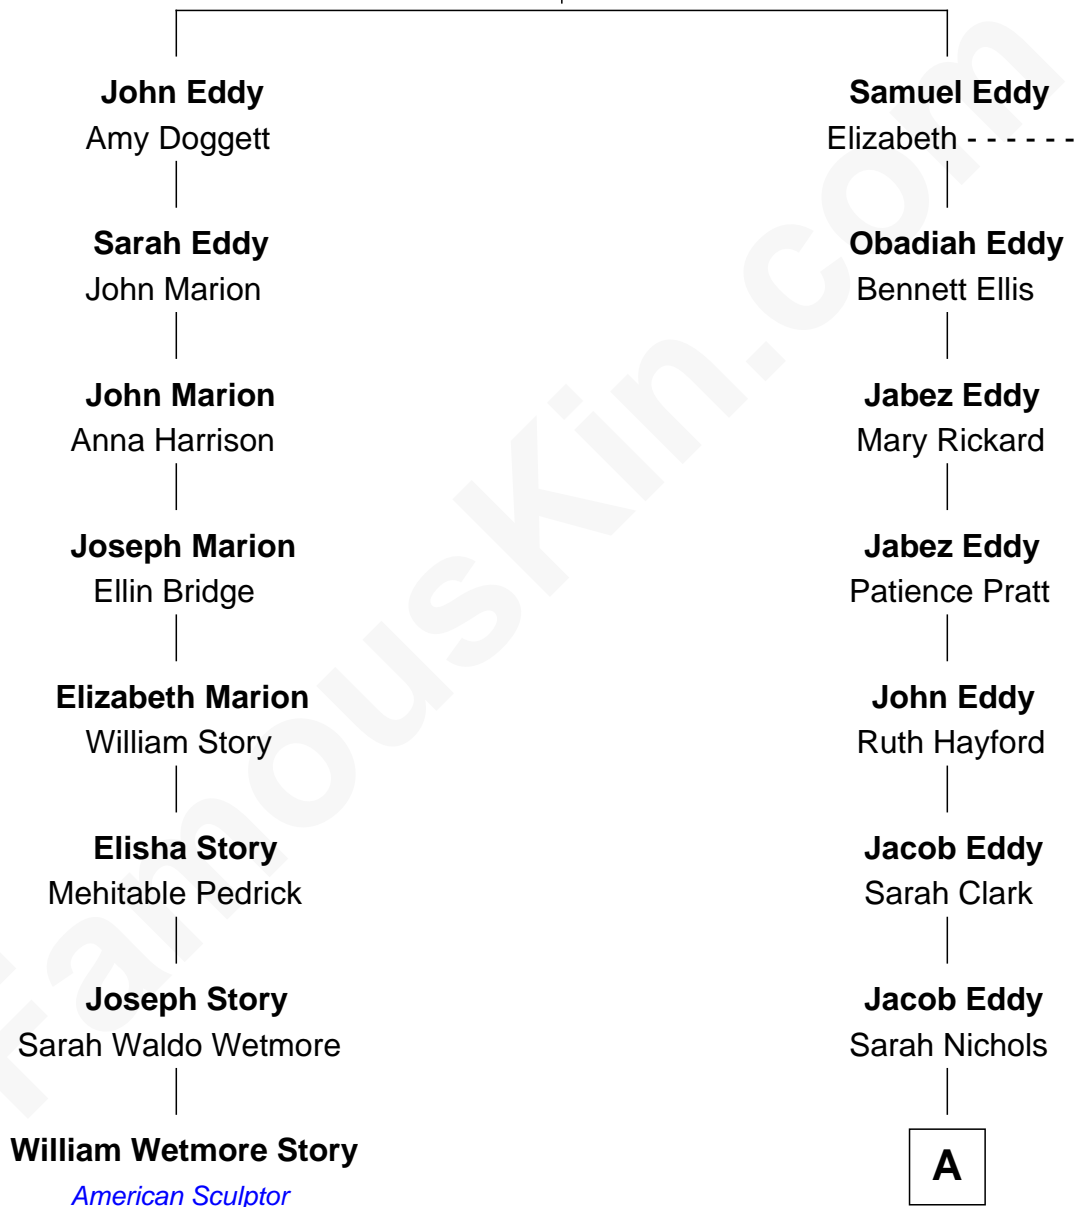 John Eddy
Amy Doggett
Sarah Eddy
John Marion
John Marion
Anna Harrison
Joseph Marion
Ellin Bridge
Elizabeth Marion
William Story
Elisha Story
Mehitable Pedrick
Joseph Story
Sarah Waldo Wetmore
William Wetmore Story
American Sculptor
Samuel Eddy
Elizabeth - - - - - -
Obadiah Eddy
Bennett Ellis
Jabez Eddy
Mary Rickard
Jabez Eddy
Patience Pratt
John Eddy
Ruth Hayford
Jacob Eddy
Sarah Clark
Jacob Eddy
Sarah Nichols
A
FamousKin.com